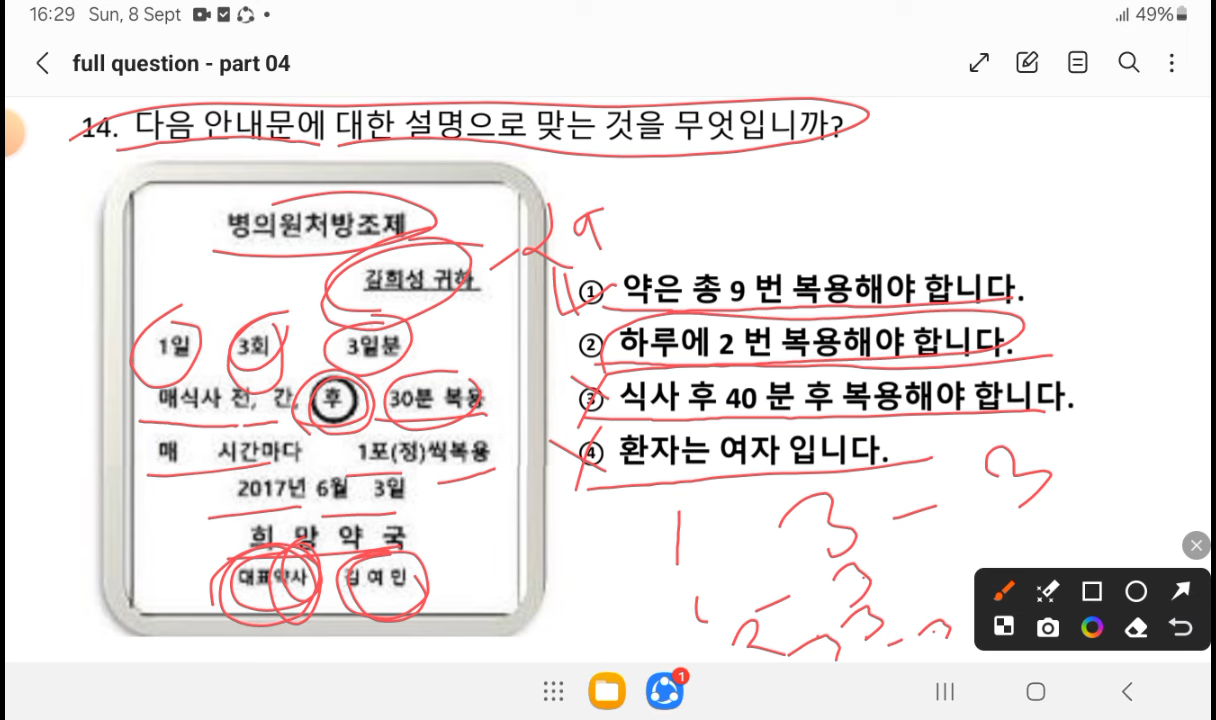 16:29 Sun, 8 Sept
49%
full question - part 04
14. 다음 안내문에 대한 설명으로 맞는 것을 무엇입니까?
병의원처방조제
김희성 귀하
1일 3회 3일분
매식사 전, 간, 후 30분 복용
매 시간마다 1포(정)씩복용
2017년 6월 3일
희 망 약 국
대표약사 김 여 민
① 약은 총 9 번 복용해야 합니다.
② 하루에 2 번 복용해야 합니다.
③ 식사 후 40 분 후 복용해야 합니다.
④ 환자는 여자 입니다.
1 3 - 3
1